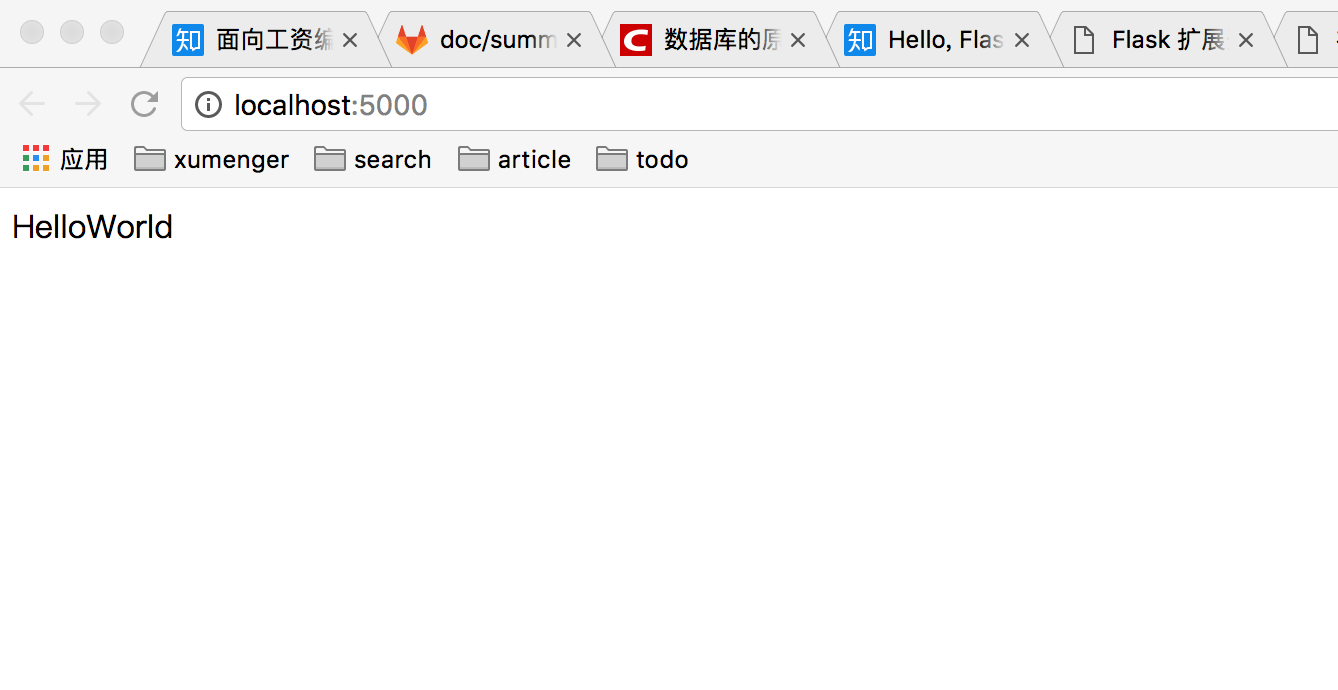 知 面向工资编 doc/summ 数据库的原 知 Hello, Flas Flask 扩展
localhost:5000
应用 xumenger search article todo
HelloWorld